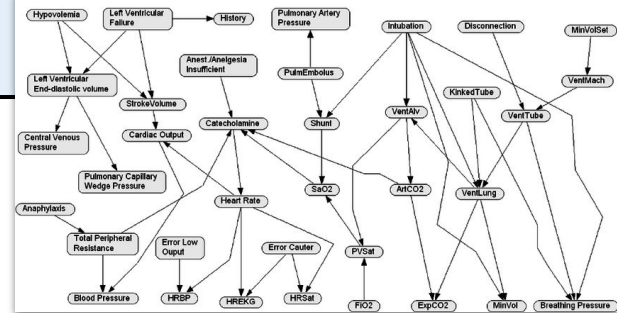 Hypovolemia
Left Ventricular
Failure
History
Pulmonary Artery
Pressure
Intubation
Disconnection
MinVolSet
Anest./Anelgesia
Insufficient
PulmEmbolus
VentMach
Left Ventricular
End-diastolic volume
StrokeVolume
KinkedTube
Cardiac Output
Catecholamine
Shunt
VentAlv
VentTube
Central Venous
Pressure
Pulmonary Capillary
Wedge Pressure
SaO2
ArtCO2
VentLung
Heart Rate
Anaphylaxis
Total Peripheral
Resistance
Error Low
Ouput
Error Cauter
PVSat
Blood Pressure
HRBP
HREKG
HRSat
FiO2
ExpCO2
MinVol
Breathing Pressure